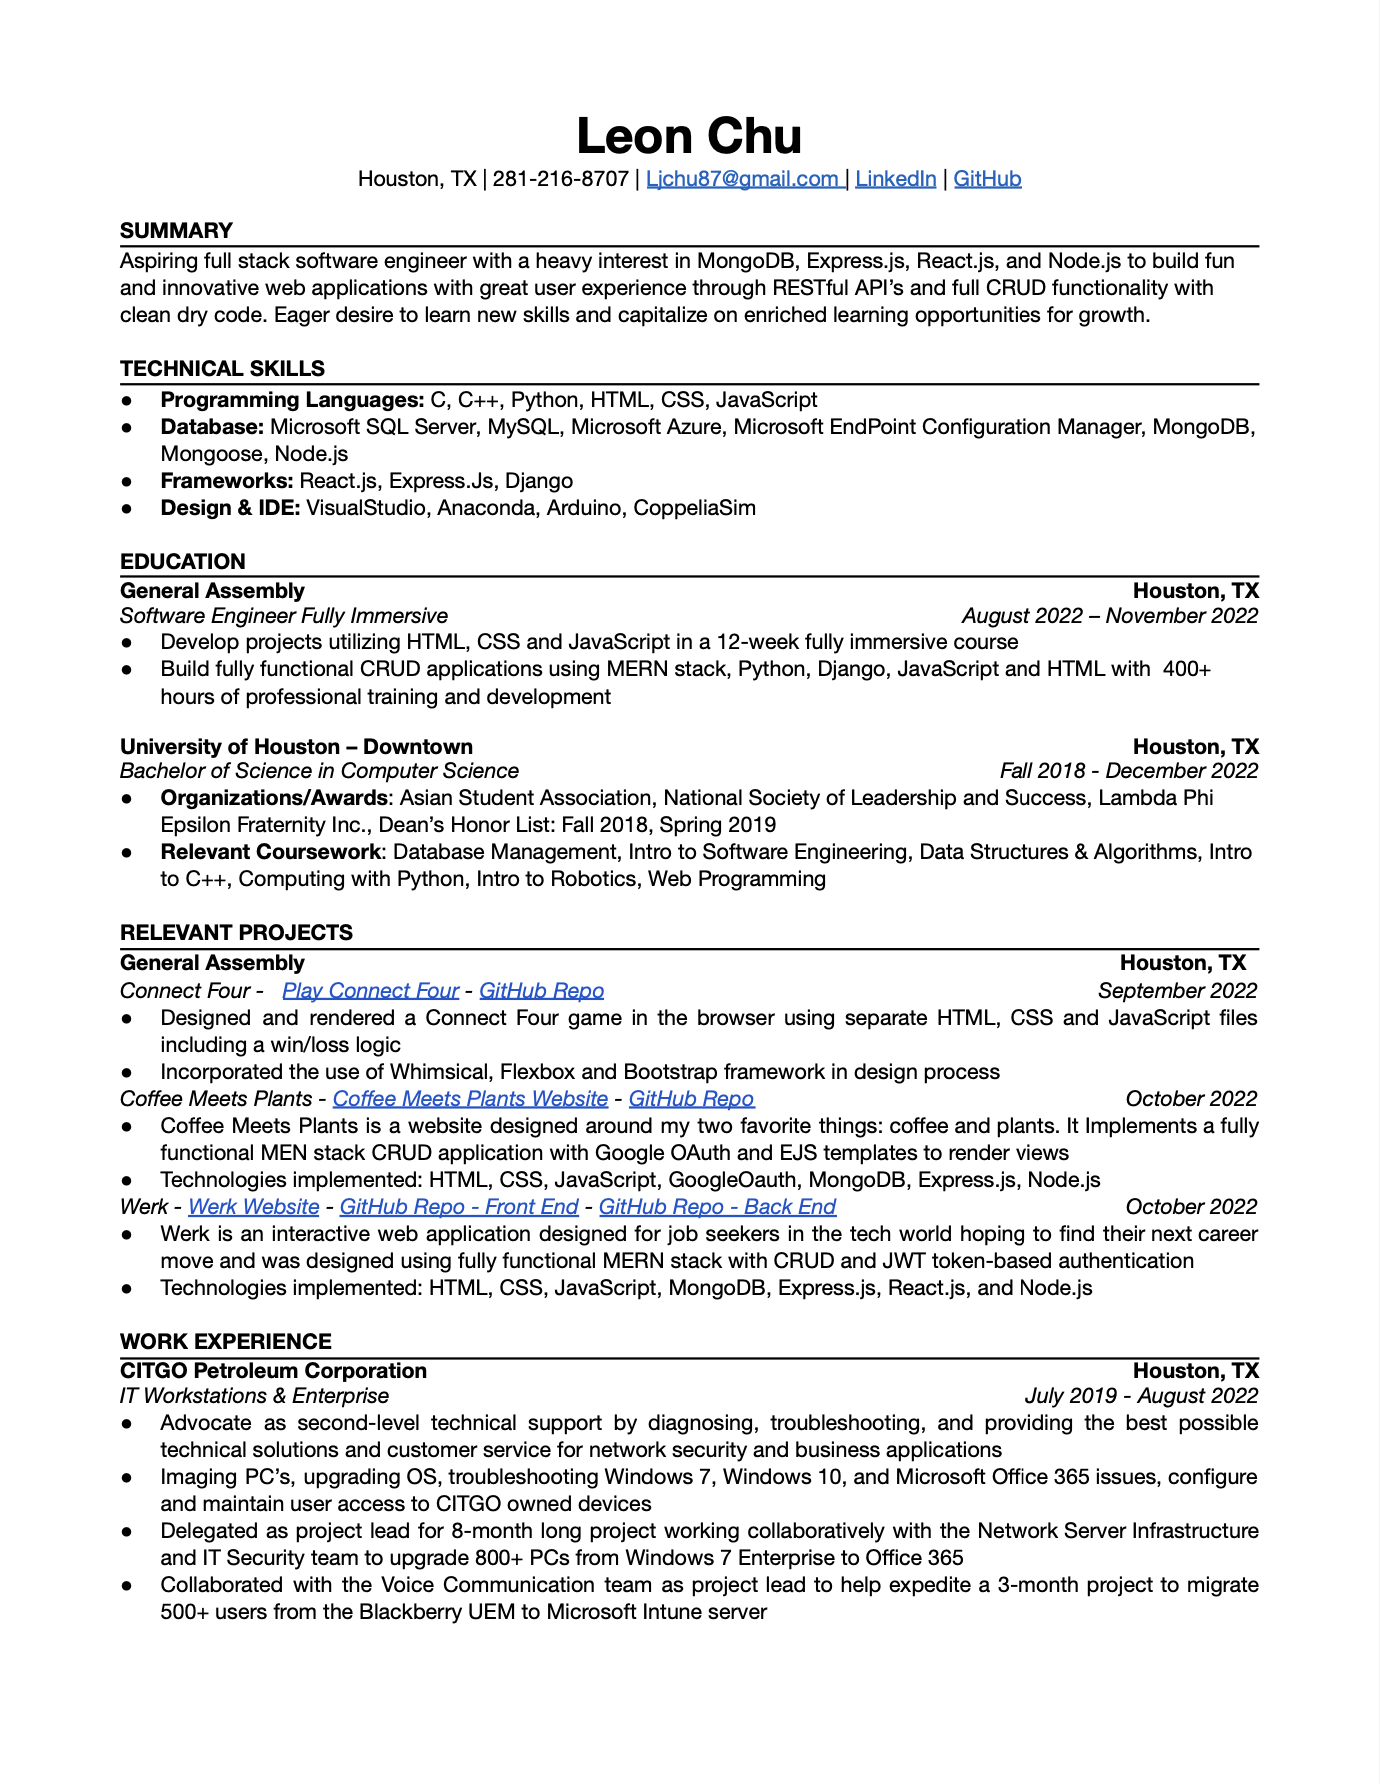 Leon Chu
Houston, TX | 281-216-8707 | Ljchu87@gmail.com | LinkedIn | GitHub
SUMMARY
Aspiring full stack software engineer with a heavy interest in MongoDB, Express.js, React.js, and Node.js to build fun
and innovative web applications with great user experience through RESTful API’s and full CRUD functionality with
clean dry code. Eager desire to learn new skills and capitalize on enriched learning opportunities for growth.
TECHNICAL SKILLS
● Programming Languages: C, C++, Python, HTML, CSS, JavaScript
● Database: Microsoft SQL Server, MySQL, Microsoft Azure, Microsoft EndPoint Configuration Manager, MongoDB,
Mongoose, Node.js
● Frameworks: React.js, Express.Js, Django
● Design & IDE: VisualStudio, Anaconda, Arduino, CoppeliaSim
EDUCATION
General Assembly Houston, TX
Software Engineer Fully Immersive August 2022 – November 2022
● Develop projects utilizing HTML, CSS and JavaScript in a 12-week fully immersive course
● Build fully functional CRUD applications using MERN stack, Python, Django, JavaScript and HTML with 400+
hours of professional training and development
University of Houston – Downtown Houston, TX
Bachelor of Science in Computer Science Fall 2018 - December 2022
● Organizations/Awards: Asian Student Association, National Society of Leadership and Success, Lambda Phi
Epsilon Fraternity Inc., Dean’s Honor List: Fall 2018, Spring 2019
● Relevant Coursework: Database Management, Intro to Software Engineering, Data Structures & Algorithms, Intro
to C++, Computing with Python, Intro to Robotics, Web Programming
RELEVANT PROJECTS
General Assembly Houston, TX
Connect Four - Play Connect Four - GitHub Repo September 2022
● Designed and rendered a Connect Four game in the browser using separate HTML, CSS and JavaScript files
including a win/loss logic
● Incorporated the use of Whimsical, Flexbox and Bootstrap framework in design process
Coffee Meets Plants - Coffee Meets Plants Website - GitHub Repo October 2022
● Coffee Meets Plants is a website designed around my two favorite things: coffee and plants. It Implements a fully
functional MEN stack CRUD application with Google OAuth and EJS templates to render views
● Technologies implemented: HTML, CSS, JavaScript, GoogleOauth, MongoDB, Express.js, Node.js
Werk - Werk Website - GitHub Repo - Front End - GitHub Repo - Back End October 2022
● Werk is an interactive web application designed for job seekers in the tech world hoping to find their next career
move and was designed using fully functional MERN stack with CRUD and JWT token-based authentication
● Technologies implemented: HTML, CSS, JavaScript, MongoDB, Express.js, React.js, and Node.js
WORK EXPERIENCE
CITGO Petroleum Corporation Houston, TX
IT Workstations & Enterprise July 2019 - August 2022
● Advocate as second-level technical support by diagnosing, troubleshooting, and providing the best possible
technical solutions and customer service for network security and business applications
● Imaging PC’s, upgrading OS, troubleshooting Windows 7, Windows 10, and Microsoft Office 365 issues, configure
and maintain user access to CITGO owned devices
● Delegated as project lead for 8-month long project working collaboratively with the Network Server Infrastructure
and IT Security team to upgrade 800+ PCs from Windows 7 Enterprise to Office 365
● Collaborated with the Voice Communication team as project lead to help expedite a 3-month project to migrate
500+ users from the Blackberry UEM to Microsoft Intune server